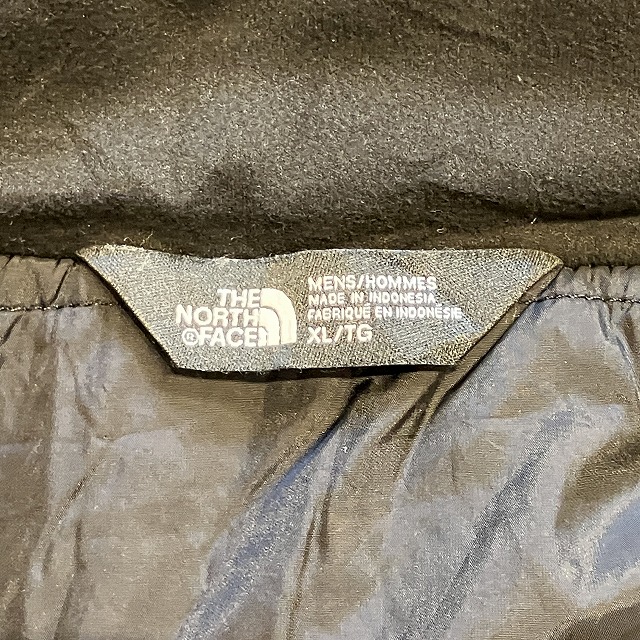 THE
NORTH
®FACE
MENS/HOMMES
MADE IN INDONESIA
FABRIQUÉ EN INDONÉSIE
XL/TG